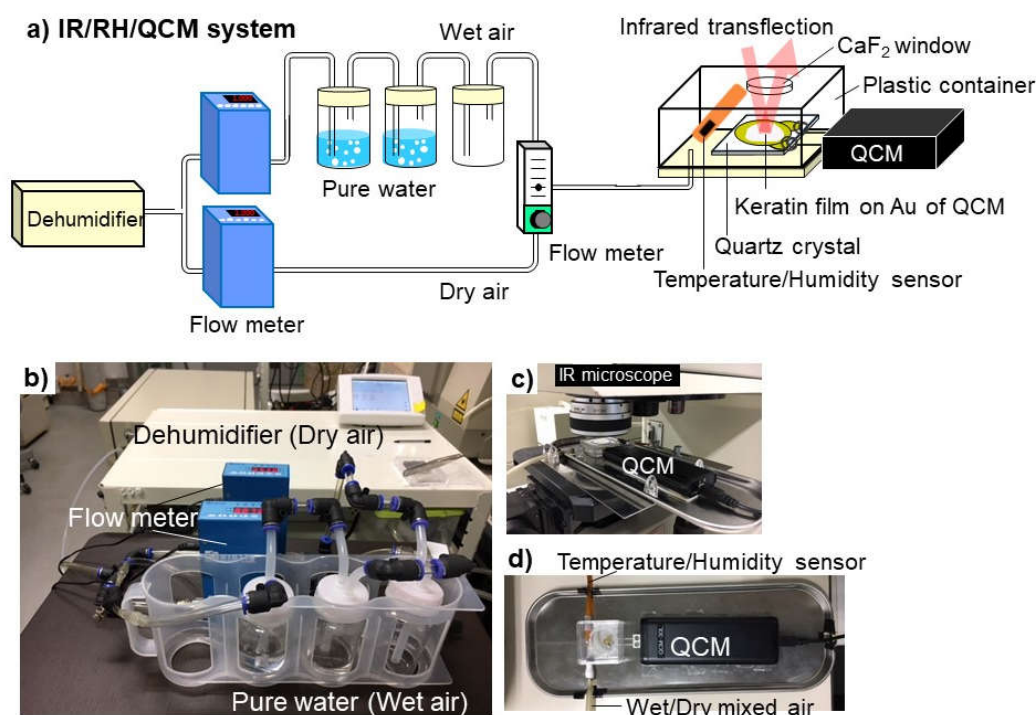 a) IR/RH/QCM system
Wet air
Infrared transflection
CaF2 window
Plastic container
QCM
Pure water
Dehumidifier
Keratin film on Au of QCM
Quartz crystal
Flow meter
Temperature/Humidity sensor
Dry air
Flow meter
b)
Dehumidifier (Dry air)
Flow meter
Pure water (Wet air)
c)
IR microscope
QCM
d)
Temperature/Humidity sensor
QCM
Wet/Dry mixed air